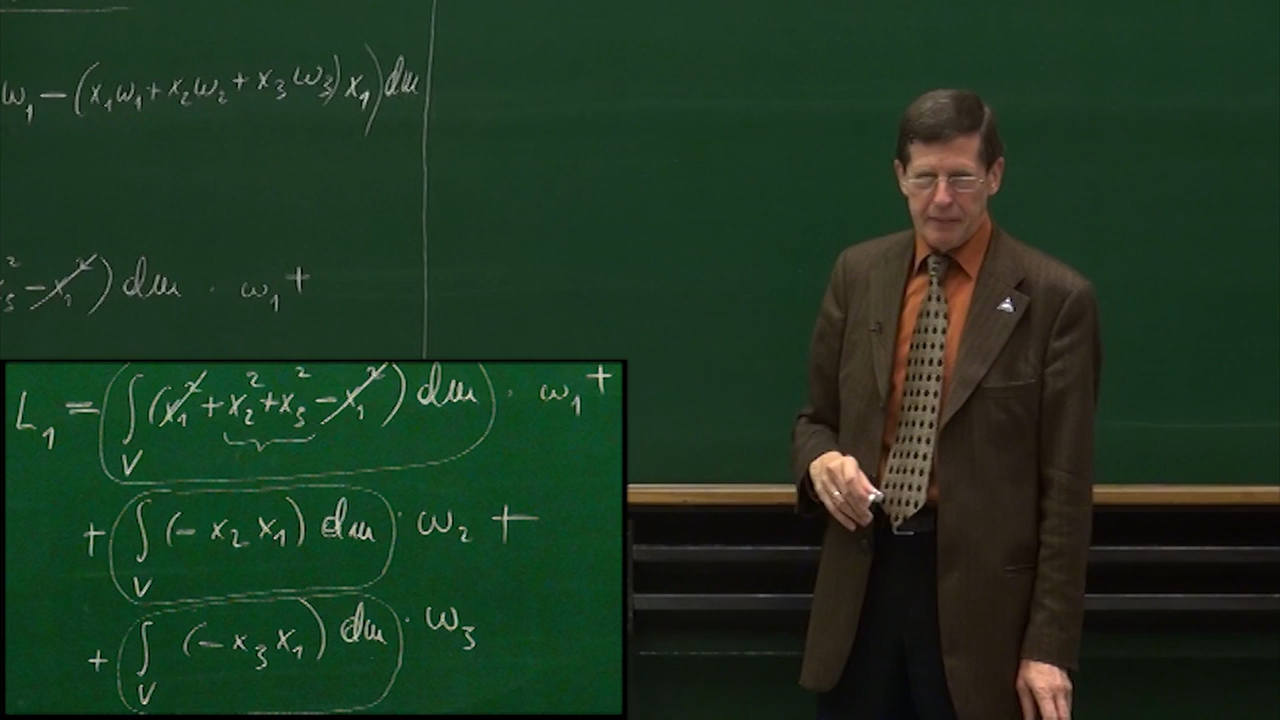 ω₁ − (x₁ω₁ + x₂ω₂ + x₃ω₃) x₁) dm
² − x₁²) dm · ω₁ +
L₁ = (∫_V (x₁² + x₂² + x₃² − x₁²) dm) · ω₁ +
+ (∫_V (− x₂ x₁) dm) · ω₂ +
+ (∫_V (− x₃ x₁) dm) · ω₃